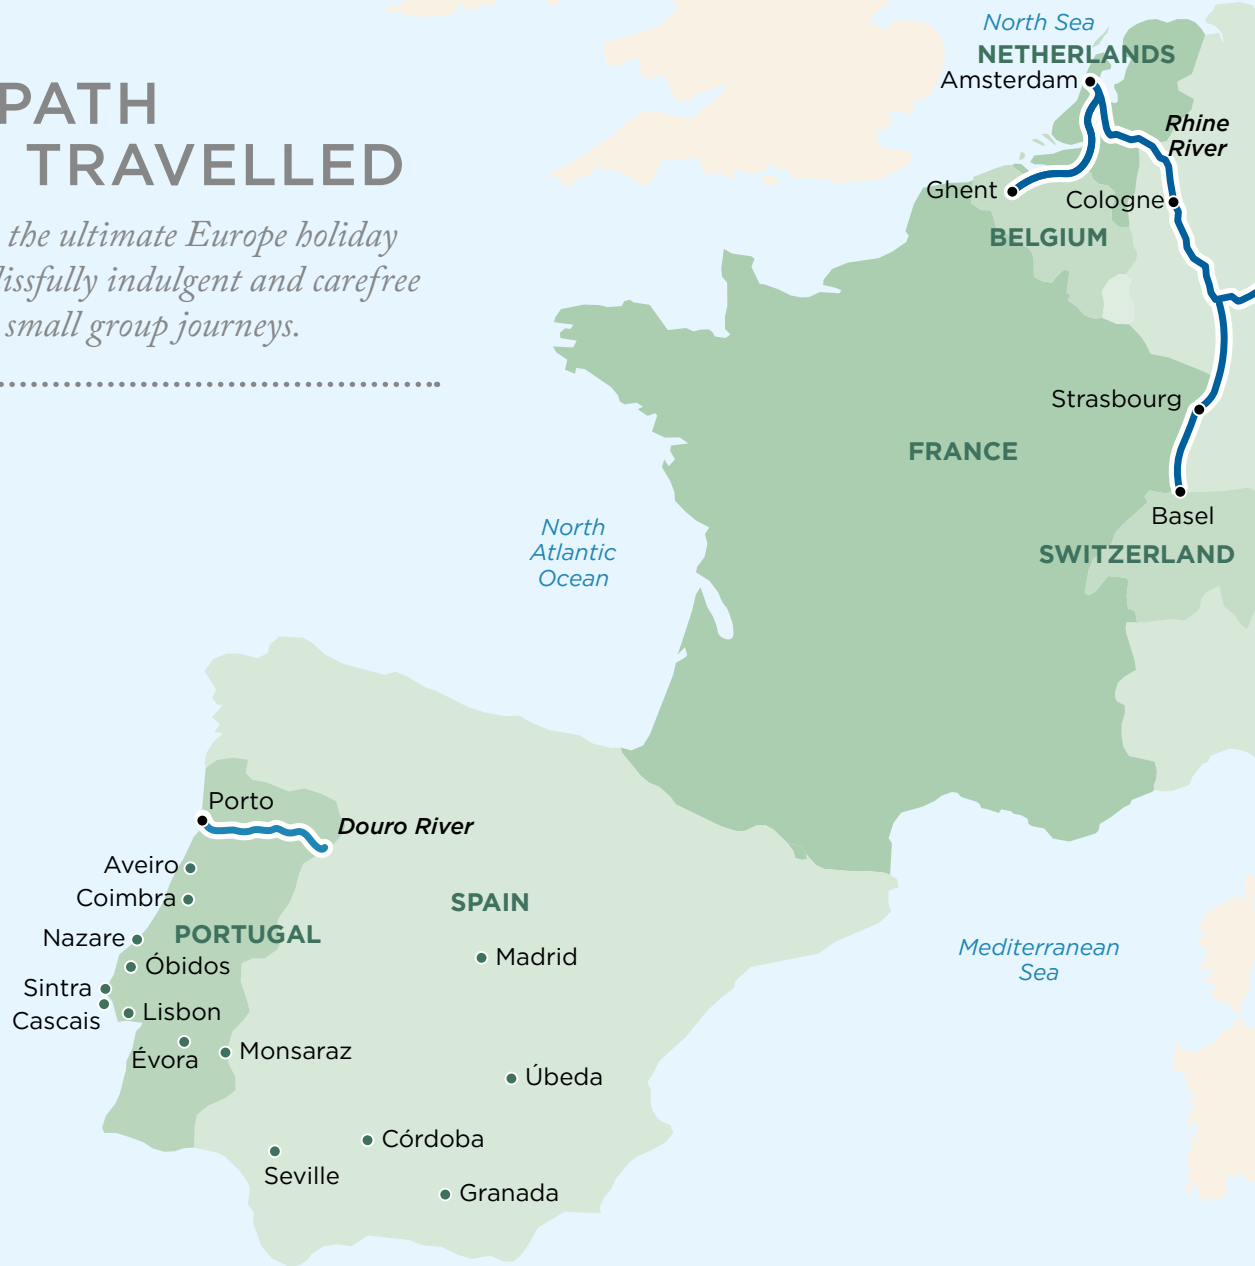 PATH
TRAVELLED
the ultimate Europe holiday
lissfully indulgent and carefree
small group journeys.
North Sea
NETHERLANDS
Amsterdam
Rhine
River
Ghent
Cologne
BELGIUM
Strasbourg
FRANCE
Basel
North
Atlantic
Ocean
SWITZERLAND
Porto
Douro River
Aveiro
Coimbra
SPAIN
Nazare
PORTUGAL
Madrid
Mediterranean
Sea
Óbidos
Sintra
Lisbon
Cascais
Évora
Monsaraz
Úbeda
Córdoba
Seville
Granada